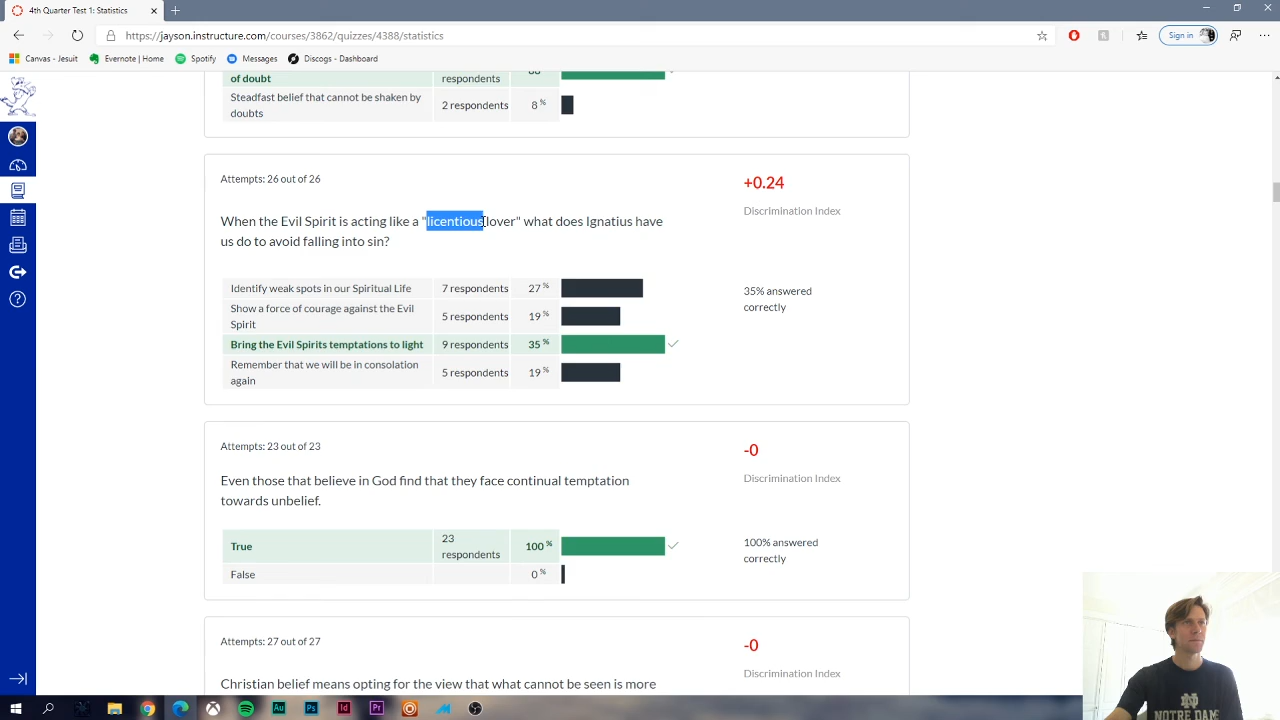 4th Quarter Test 1: Statistics
https://jayson.instructure.com/courses/3862/quizzes/4388/statistics
Sign in
Canvas - Jesuit
Evernote | Home
Spotify
Messages
Discogs - Dashboard
of doubt
respondents
88
Steadfast belief that cannot be shaken by
doubts
2 respondents
8 %
Attempts: 26 out of 26
+0.24
Discrimination Index
When the Evil Spirit is acting like a "licentious lover" what does Ignatius have
us do to avoid falling into sin?
Identify weak spots in our Spiritual Life
7 respondents
27 %
35% answered
correctly
Show a force of courage against the Evil
Spirit
5 respondents
19 %
Bring the Evil Spirits temptations to light
9 respondents
35 %
Remember that we will be in consolation
again
5 respondents
19 %
Attempts: 23 out of 23
-0
Discrimination Index
Even those that believe in God find that they face continual temptation
towards unbelief.
True
23
respondents
100 %
100% answered
correctly
False
0 %
Attempts: 27 out of 27
-0
Discrimination Index
Christian belief means opting for the view that what cannot be seen is more
Au
Ps
Id
Pr
ND
NOTRE DAME